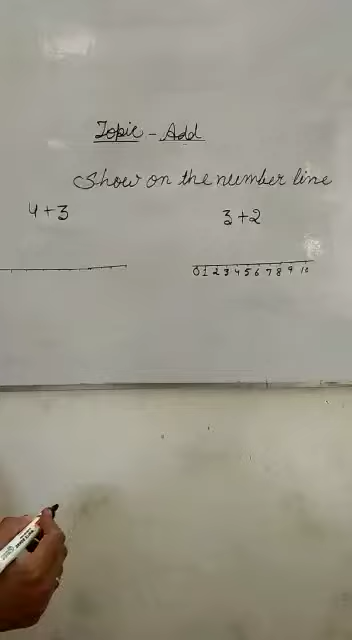 Topic - Add
Show on the number line
4+3
3+2
0 1 2 3 4 5 6 7 8 9 10